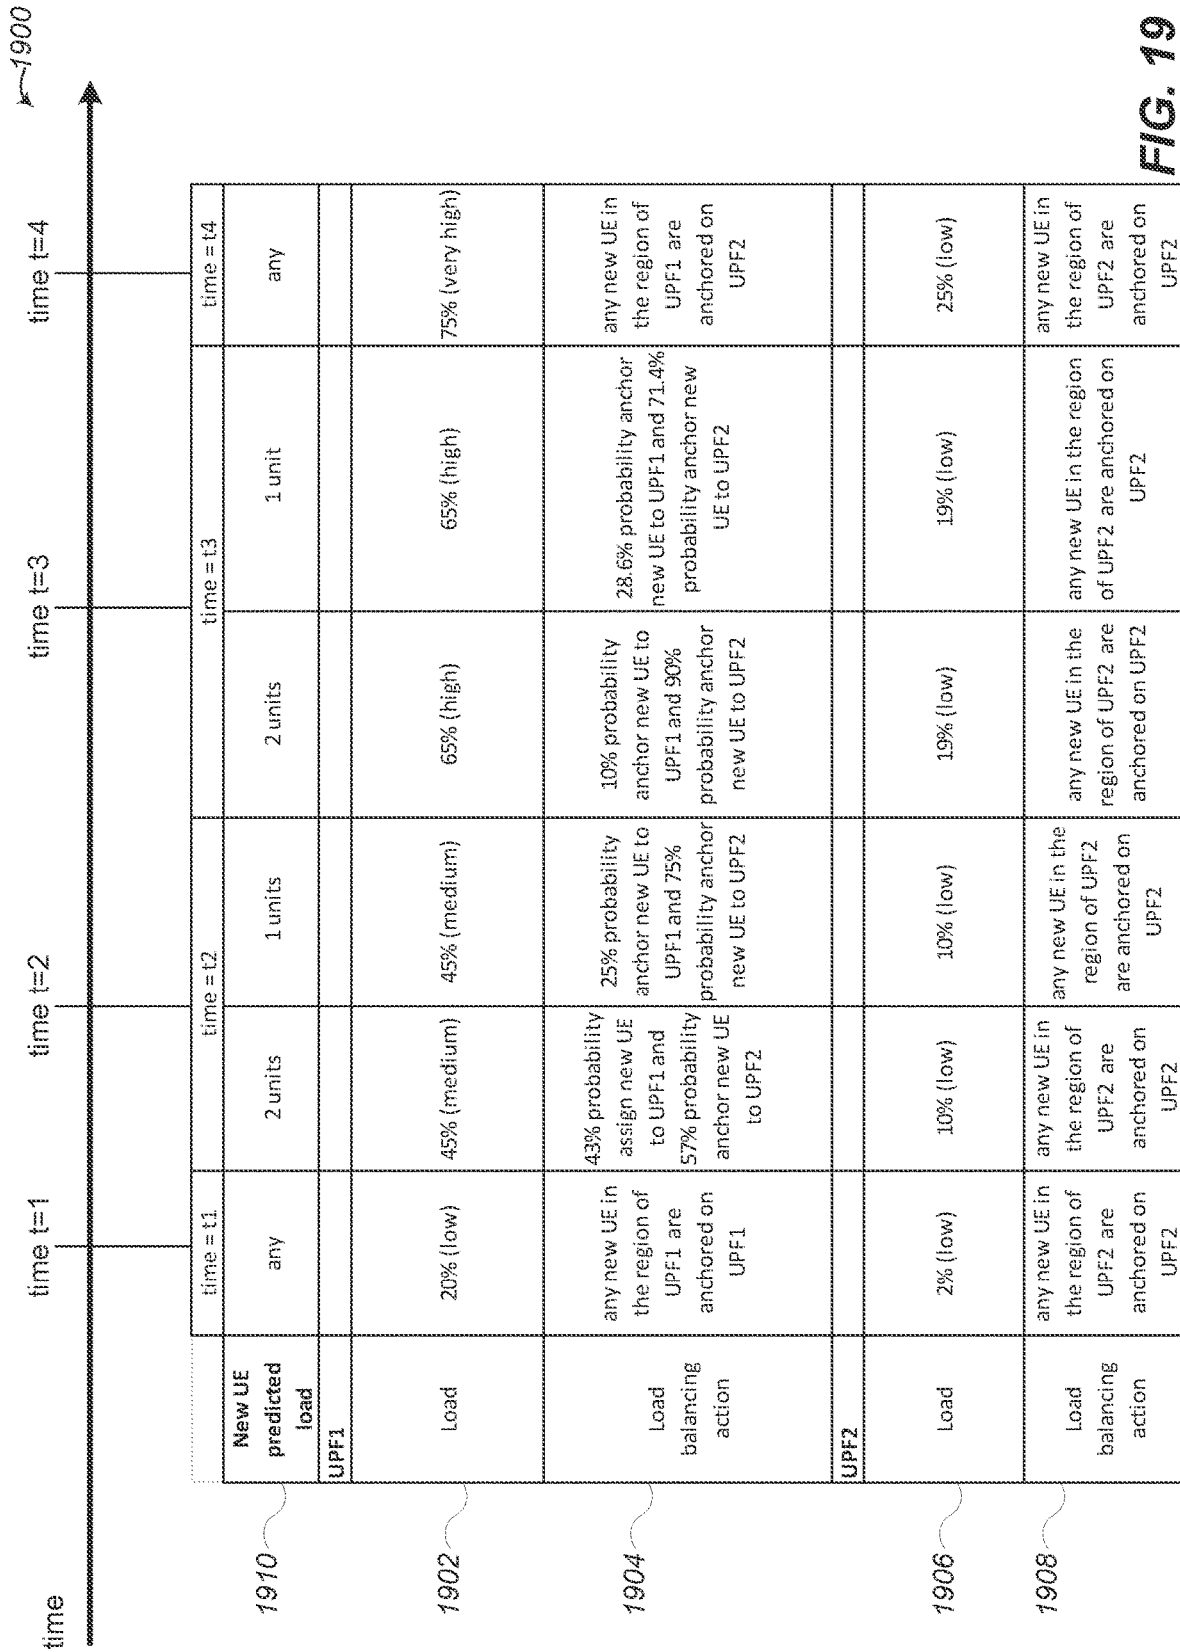 1900
time
time t=1
time t=2
time t=3
time t=4
time = t1
time = t2
time = t3
time = t4
1910
New UE
predicted
load
any
2 units
1 units
2 units
1 unit
any
UPF1
1902
Load
20% (low)
45% (medium)
45% (medium)
65% (high)
65% (high)
75% (very high)
1904
Load
balancing
action
any new UE in
the region of
UPF1 are
anchored on
UPF1
43% probability
assign new UE
to UPF1 and
57% probability
anchor new UE
to UPF2
25% probability
anchor new UE to
UPF1 and 75%
probability anchor
new UE to UPF2
10% probability
anchor new UE to
UPF1 and 90%
probability anchor
new UE to UPF2
28.6% probability anchor
new UE to UPF1 and 71.4%
probability anchor new
UE to UPF2
any new UE in
the region of
UPF1 are
anchored on
UPF2
UPF2
1906
Load
2% (low)
10% (low)
10% (low)
19% (low)
19% (low)
25% (low)
1908
Load
balancing
action
any new UE in
the region of
UPF2 are
anchored on
UPF2
any new UE in
the region of
UPF2 are
anchored on
UPF2
any new UE in the
region of UPF2
are anchored on
UPF2
any new UE in the
region of UPF2 are
anchored on UPF2
any new UE in the region
of UPF2 are anchored on
UPF2
any new UE in
the region of
UPF2 are
anchored on
UPF2
FIG. 19